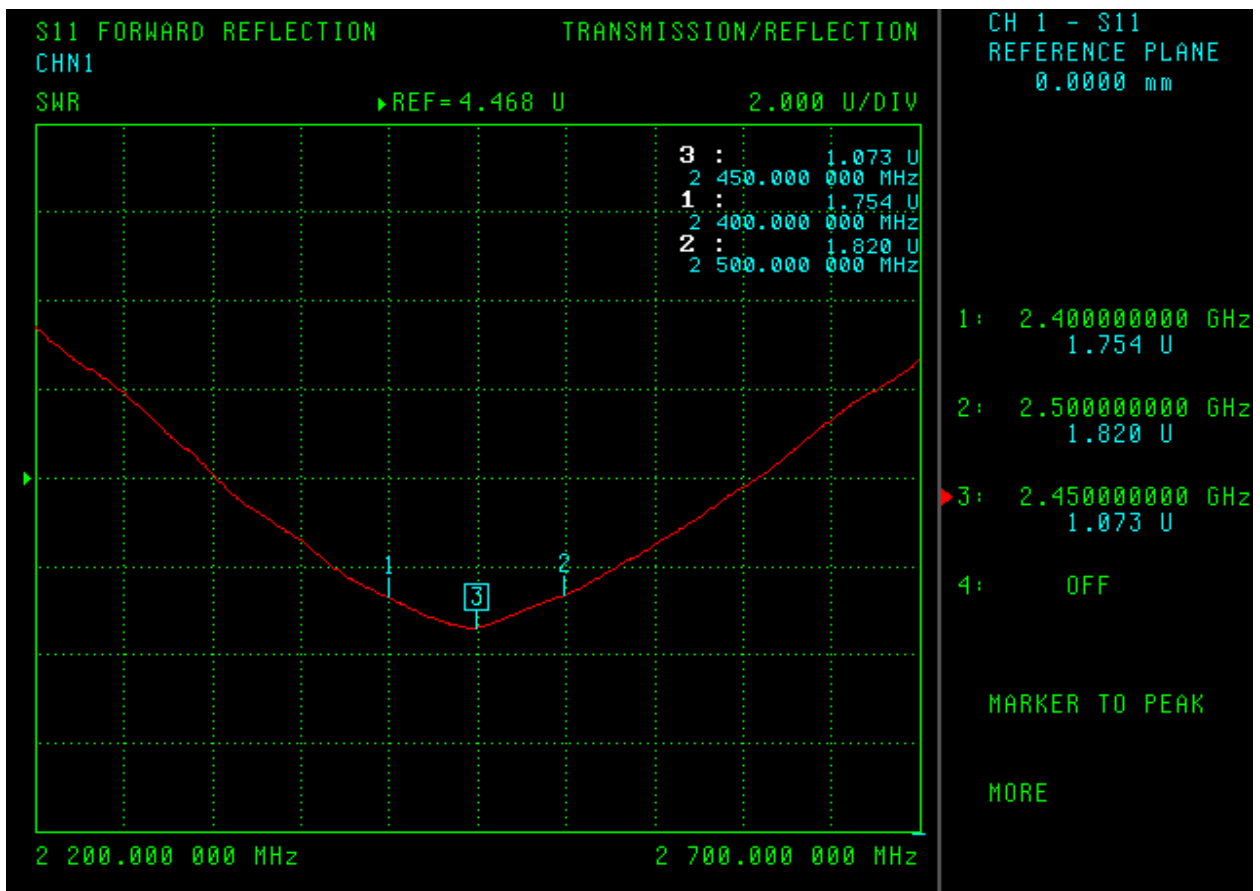 S11 FORWARD REFLECTION TRANSMISSION/REFLECTION
CHN1
SWR ▶REF=4.468 U 2.000 U/DIV
3 : 1.073 U
2 450.000 000 MHz
1 : 1.754 U
2 400.000 000 MHz
2 : 1.820 U
2 500.000 000 MHz
1
2
3
2 200.000 000 MHz 2 700.000 000 MHz
CH 1 - S11
REFERENCE PLANE
0.0000 mm
1: 2.400000000 GHz
1.754 U
2: 2.500000000 GHz
1.820 U
3: 2.450000000 GHz
1.073 U
4: OFF
MARKER TO PEAK
MORE